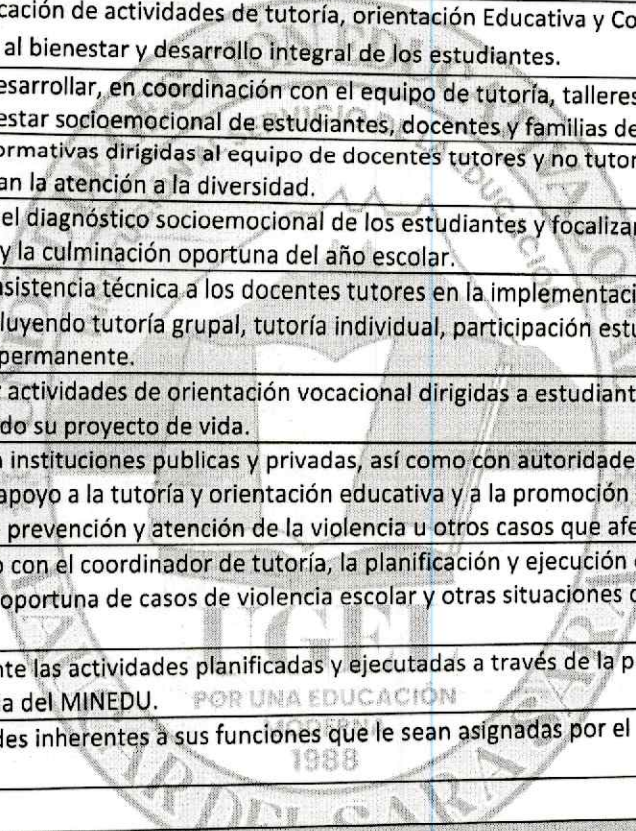 cación de actividades de tutoría, orientación Educativa y Co
al bienestar y desarrollo integral de los estudiantes.
esarrollar, en coordinación con el equipo de tutoría, talleres
estar socioemocional de estudiantes, docentes y familias de
ormativas dirigidas al equipo de docentes tutores y no tutor
an la atención a la diversidad.
el diagnóstico socioemocional de los estudiantes y focalizar
y la culminación oportuna del año escolar.
asistencia técnica a los docentes tutores en la implementaci
luyendo tutoría grupal, tutoría individual, participación estu
permanente.
actividades de orientación vocacional dirigidas a estudiant
do su proyecto de vida.
instituciones publicas y privadas, así como con autoridade
apoyo a la tutoría y orientación educativa y a la promoción
prevención y atención de la violencia u otros casos que afe
o con el coordinador de tutoría, la planificación y ejecución
oportuna de casos de violencia escolar y otras situaciones
UGEL
nte las actividades planificadas y ejecutadas a través de la p
ia del MINEDU.
POR UNA EDUCACIÓN
MODERNA
des inherentes a sus funciones que le sean asignadas por el
1988